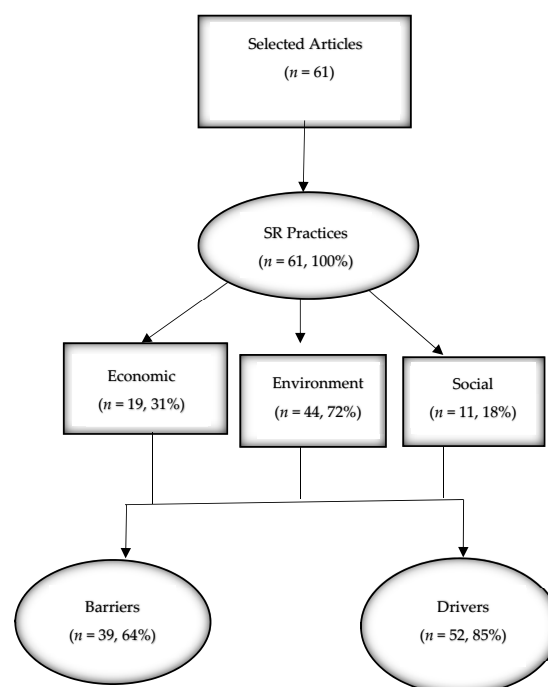 Selected Articles
(n = 61)
SR Practices
(n = 61, 100%)
Economic
(n = 19, 31%)
Environment
(n = 44, 72%)
Social
(n = 11, 18%)
Barriers
(n = 39, 64%)
Drivers
(n = 52, 85%)